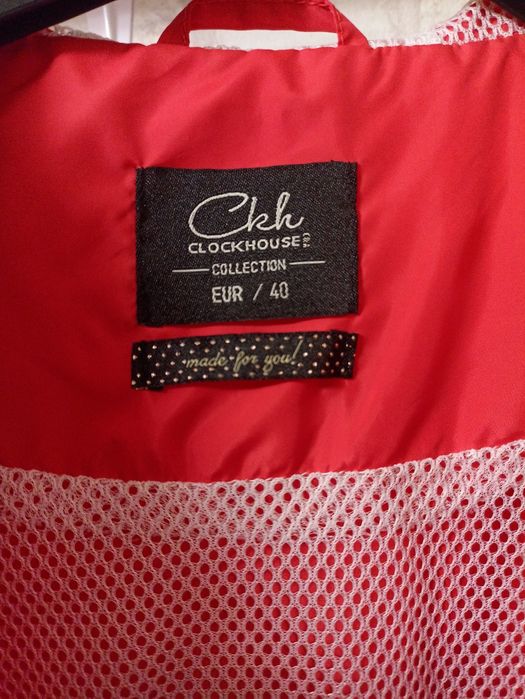 Ckh
CLOCKHOUSE C&A
COLLECTION
EUR / 40
made for you!